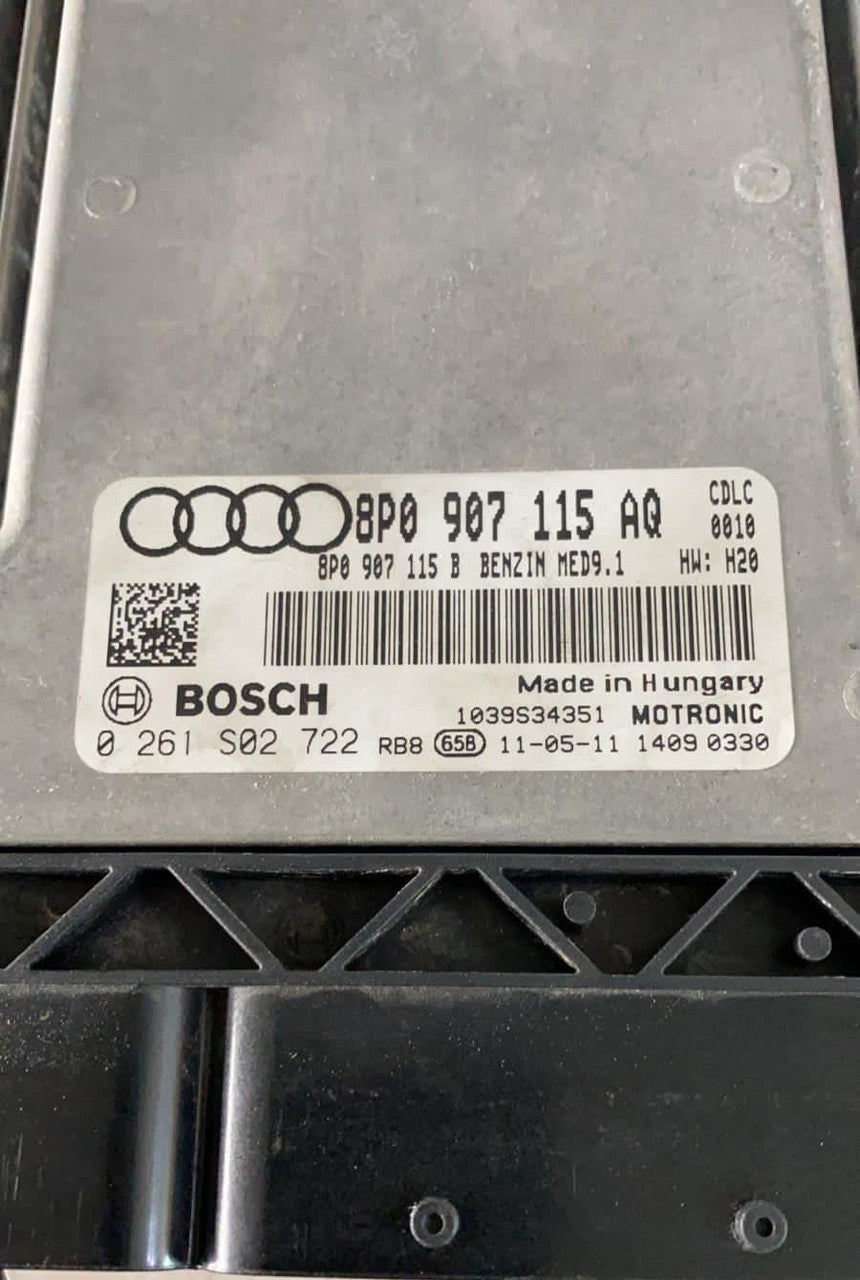 8P0 907 115 AQ CDLC
0010
8P0 907 115 B BENZIN MED9.1 HW: H20
BOSCH Made in Hungary
1039S34351 MOTRONIC
0 261 S02 722 RB8 65B 11-05-11 1409 0330